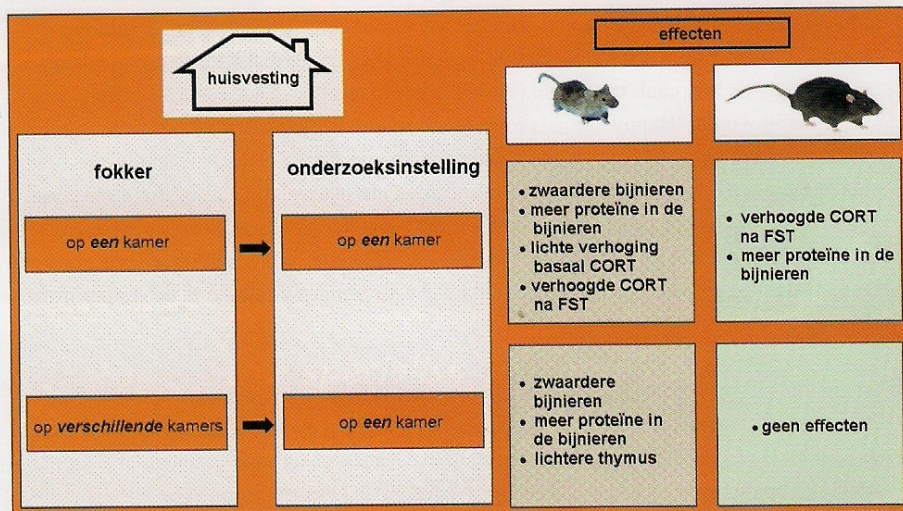 huisvesting
effecten
fokker
onderzoeksinstelling
op een kamer
op een kamer
• zwaardere bijnieren
• meer proteïne in de
bijnieren
• lichte verhoging
basaal CORT
• verhoogde CORT
na FST
• verhoogde CORT
na FST
• meer proteïne in de
bijnieren
op verschillende kamers
op een kamer
• zwaardere
bijnieren
• meer proteïne in
de bijnieren
• lichtere thymus
• geen effecten